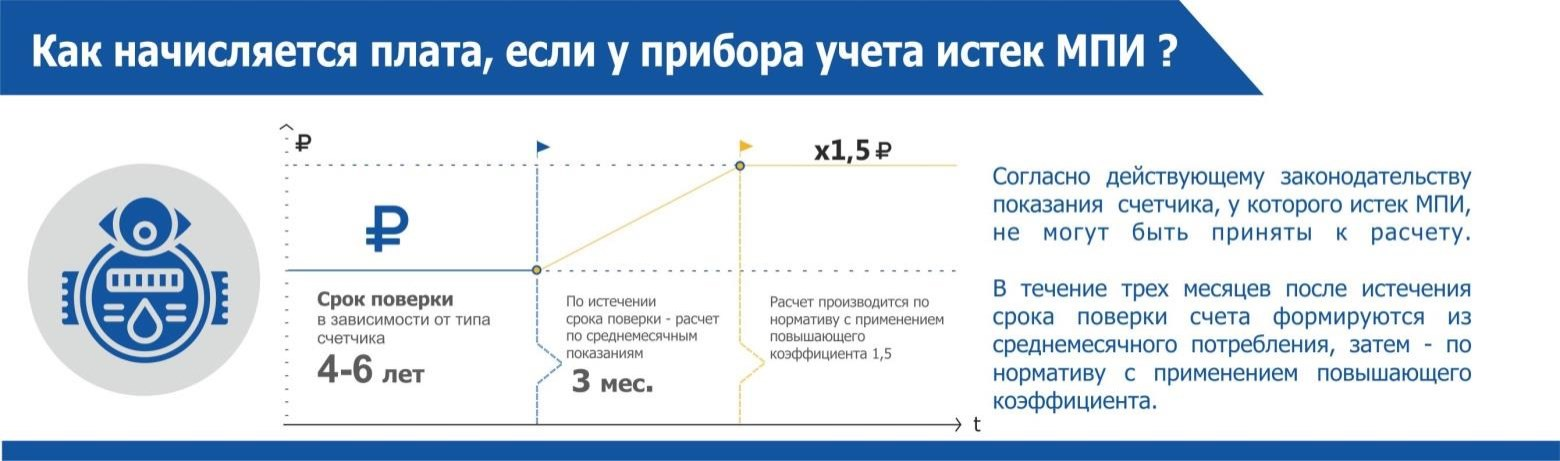 Как начисляется плата, если у прибора учета истек МПИ ?
₽
х1,5 ₽
₽
Срок поверки
в зависимости от типа
счетчика
4-6 лет
По истечении
срока поверки - расчет
по среднемесячным
показаниям
3 мес.
Расчет производится по
нормативу с применением
повышающего
коэффициента 1,5
t
Согласно действующему законодательству
показания счетчика, у которого истек МПИ,
не могут быть приняты к расчету.
В течение трех месяцев после истечения
срока поверки счета формируются из
среднемесячного потребления, затем - по
нормативу с применением повышающего
коэффициента.